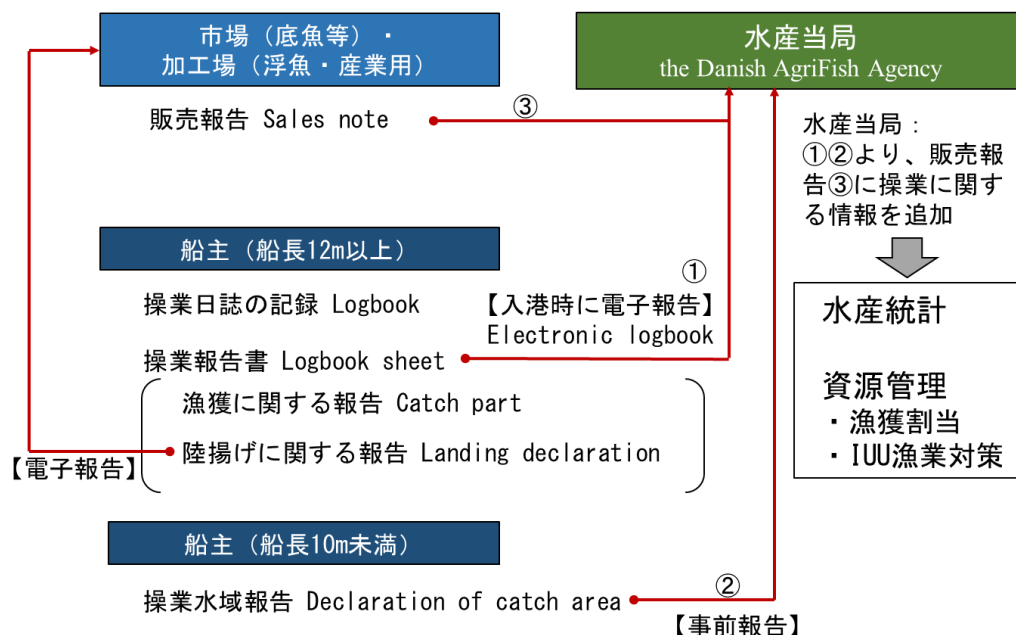 市場（底魚等）・
加工場（浮魚・産業用）
水産当局
the Danish AgriFish Agency
販売報告 Sales note
③
水産当局：
①②より、販売報
告③に操業に関す
る情報を追加
船主（船長12m以上）
①
操業日誌の記録 Logbook
【入港時に電子報告】
Electronic logbook
操業報告書 Logbook sheet
漁獲に関する報告 Catch part
陸揚げに関する報告 Landing declaration
【電子報告】
水産統計
資源管理
・漁獲割当
・IUU漁業対策
船主（船長10m未満）
操業水域報告 Declaration of catch area
②
【事前報告】